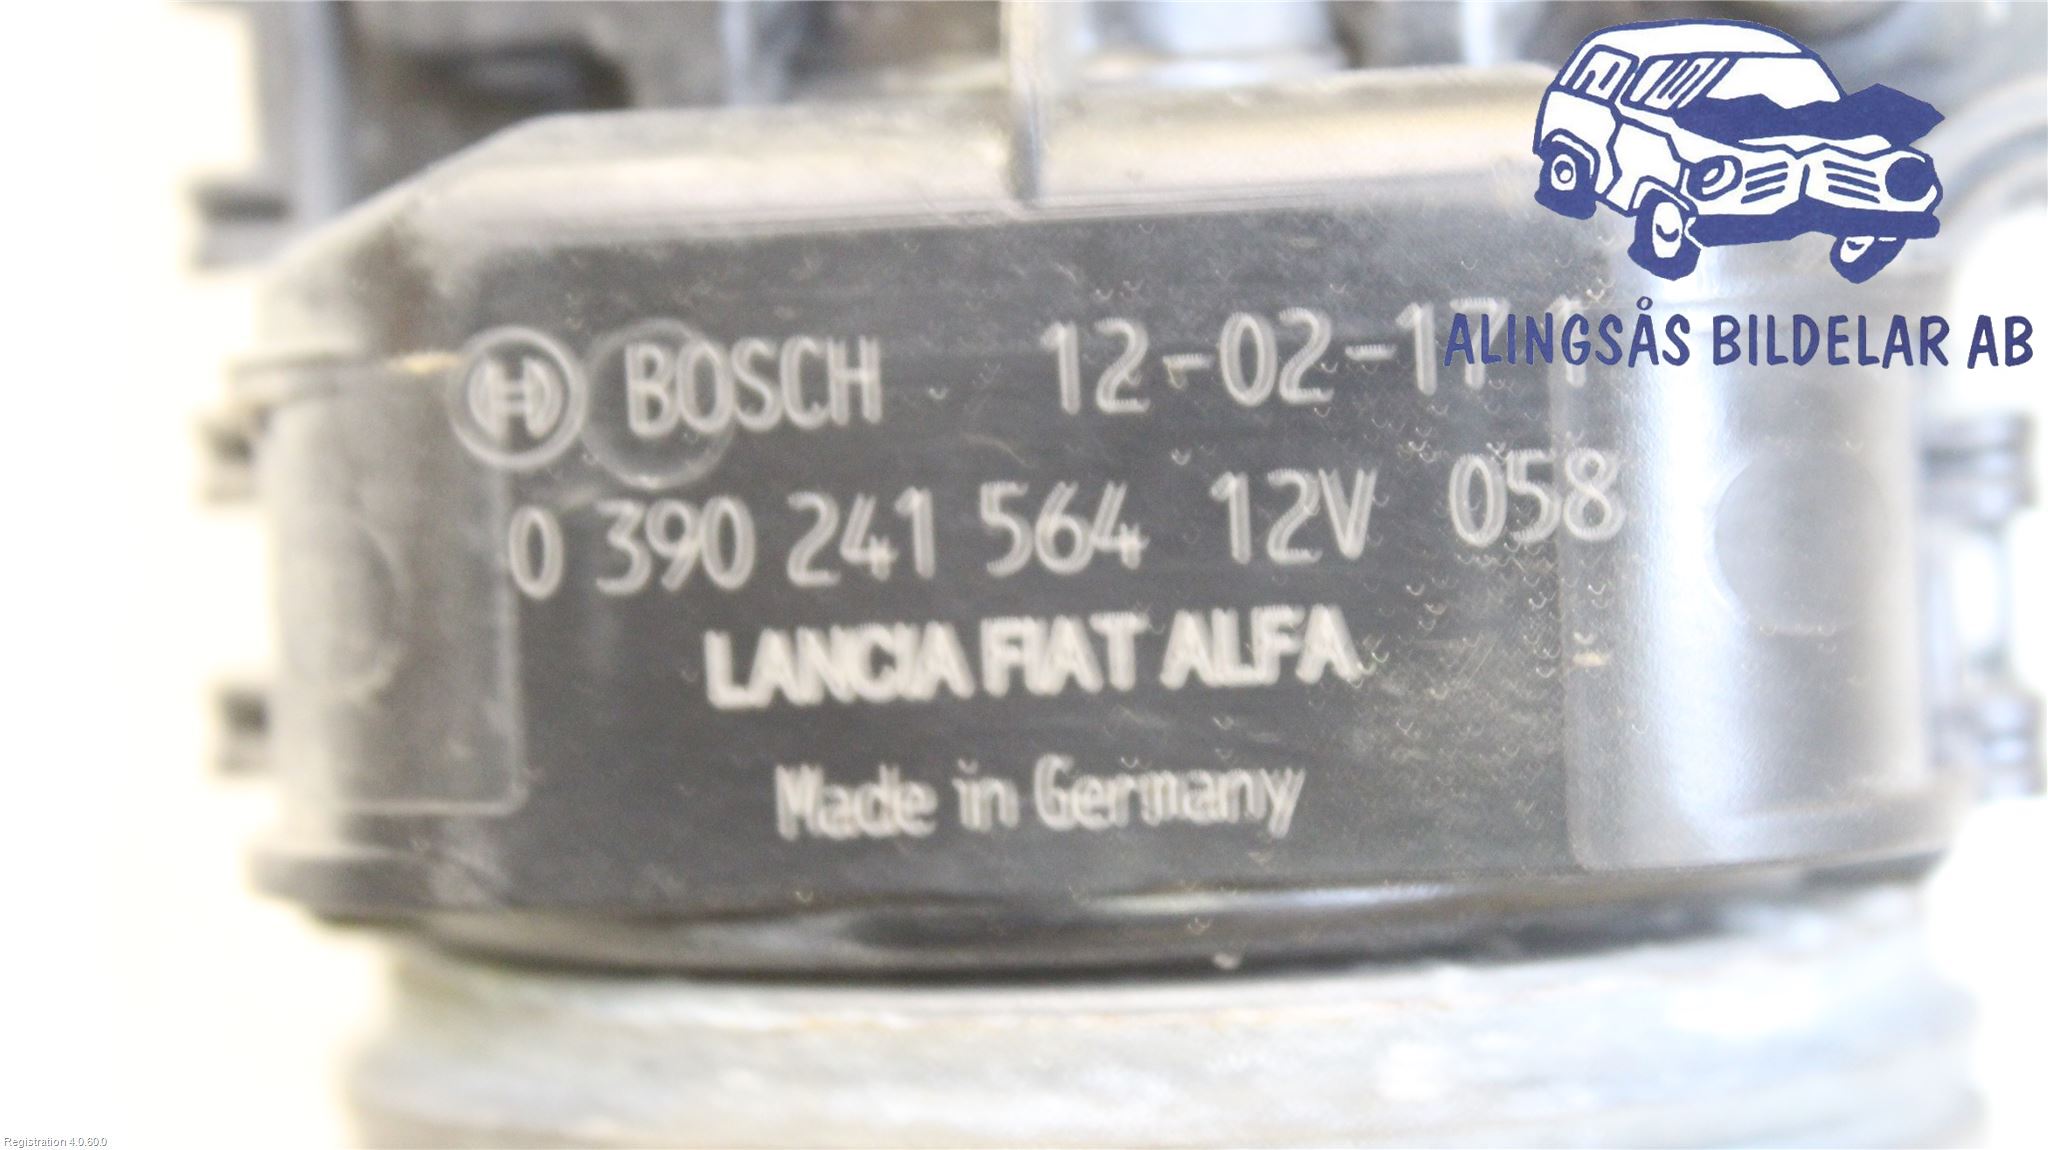 BOSCH 12-02-17 1
0 390 241 564 12V 058
LANCIA FIAT ALFA
Made in Germany
ALINGSÅS BILDELAR AB
Registration 4.0.60.0